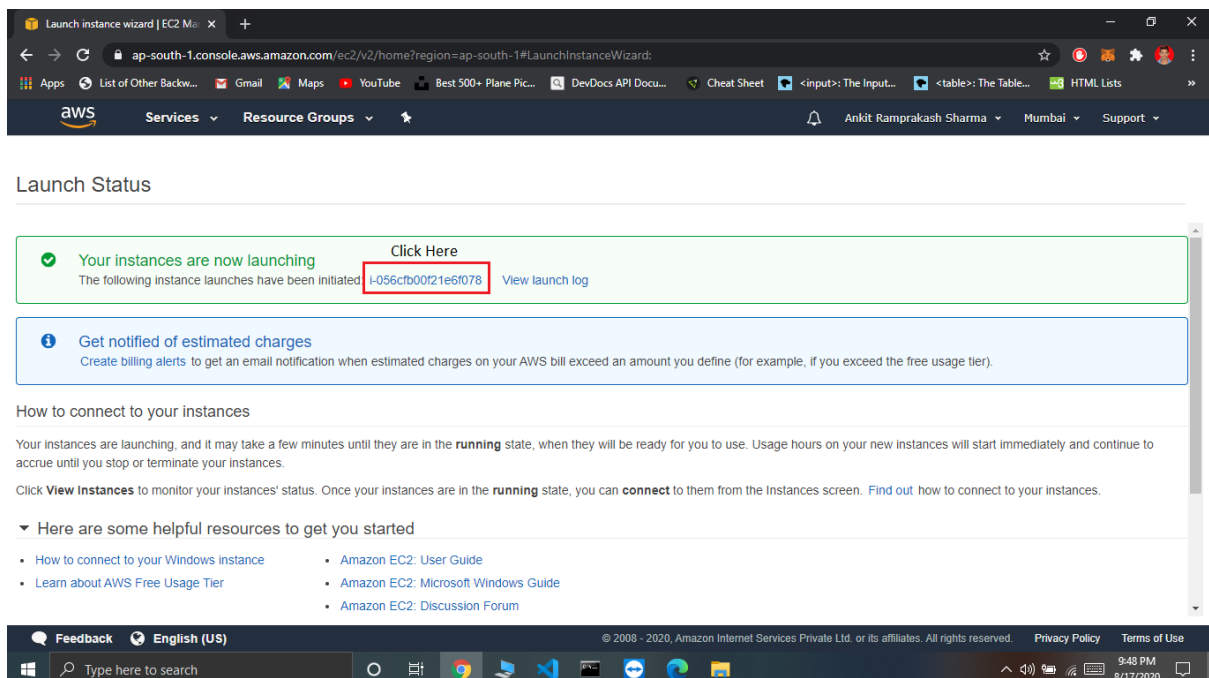 Launch instance wizard | EC2 Ma
ap-south-1.console.aws.amazon.com/ec2/v2/home?region=ap-south-1#LaunchInstanceWizard:
Apps List of Other Backw... Gmail Maps YouTube Best 500+ Plane Pic... DevDocs API Docu... Cheat Sheet <input>: The Input... <table>: The Table... HTML Lists »
aws Services Resource Groups Ankit Ramprakash Sharma Mumbai Support
Launch Status
Click Here
Your instances are now launching
The following instance launches have been initiated: i-056cfb00f21e6f078 View launch log
Get notified of estimated charges
Create billing alerts to get an email notification when estimated charges on your AWS bill exceed an amount you define (for example, if you exceed the free usage tier).
How to connect to your instances
Your instances are launching, and it may take a few minutes until they are in the running state, when they will be ready for you to use. Usage hours on your new instances will start immediately and continue to
accrue until you stop or terminate your instances.
Click View Instances to monitor your instances' status. Once your instances are in the running state, you can connect to them from the Instances screen. Find out how to connect to your instances.
Here are some helpful resources to get you started
• How to connect to your Windows instance • Amazon EC2: User Guide
• Learn about AWS Free Usage Tier • Amazon EC2: Microsoft Windows Guide
• Amazon EC2: Discussion Forum
Feedback English (US) © 2008 - 2020, Amazon Internet Services Private Ltd. or its affiliates. All rights reserved. Privacy Policy Terms of Use
Type here to search 9:48 PM
8/17/2020